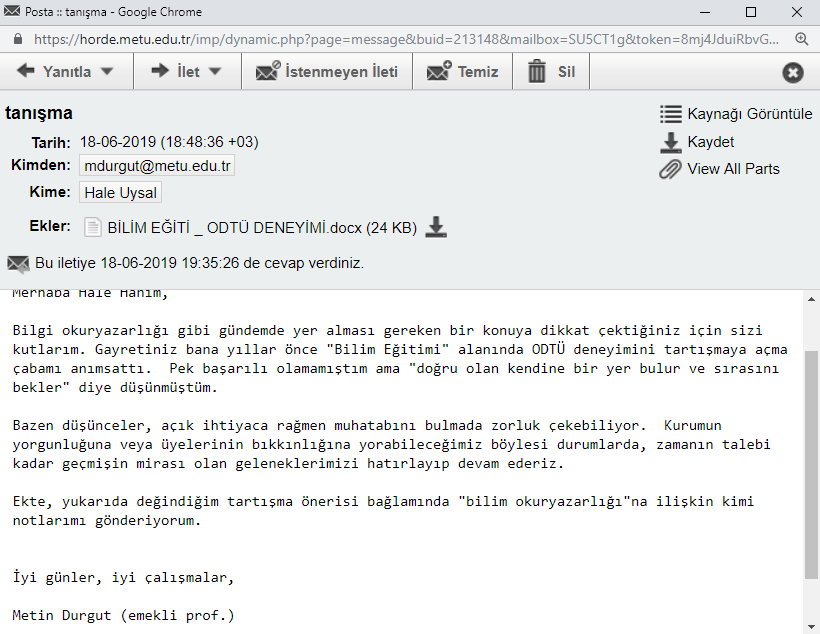 Posta :: tanışma - Google Chrome
https://horde.metu.edu.tr/imp/dynamic.php?page=message&buid=213148&mailbox=SU5CT1g&token=8mj4JduiRbvG...
Yanıtla İlet İstenmeyen İleti Temiz Sil
tanışma
Kaynağı Görüntüle
Tarih: 18-06-2019 (18:48:36 +03)
Kaydet
Kimden: mdurgut@metu.edu.tr
View All Parts
Kime: Hale Uysal
Ekler: BİLİM EĞİTİ _ ODTÜ DENEYİMİ.docx (24 KB)
Bu iletiye 18-06-2019 19:35:26 de cevap verdiniz.
Merhaba Hale Hanım,
Bilgi okuryazarlığı gibi gündemde yer alması gereken bir konuya dikkat çektiğiniz için sizi
kutlarım. Gayretiniz bana yıllar önce "Bilim Eğitimi" alanında ODTÜ deneyimini tartışmaya açma
çabamı anımsattı.  Pek başarılı olamamıştım ama "doğru olan kendine bir yer bulur ve sırasını
bekler" diye düşünmüştüm.
Bazen düşünceler, açık ihtiyaca rağmen muhatabını bulmada zorluk çekebiliyor.  Kurumun
yorgunluğuna veya üyelerinin bıkkınlığına yorabileceğimiz böylesi durumlarda, zamanın talebi
kadar geçmişin mirası olan geleneklerimizi hatırlayıp devam ederiz.
Ekte, yukarıda değindiğim tartışma önerisi bağlamında "bilim okuryazarlığı"na ilişkin kimi
notlarımı gönderiyorum.
İyi günler, iyi çalışmalar,
Metin Durgut (emekli prof.)